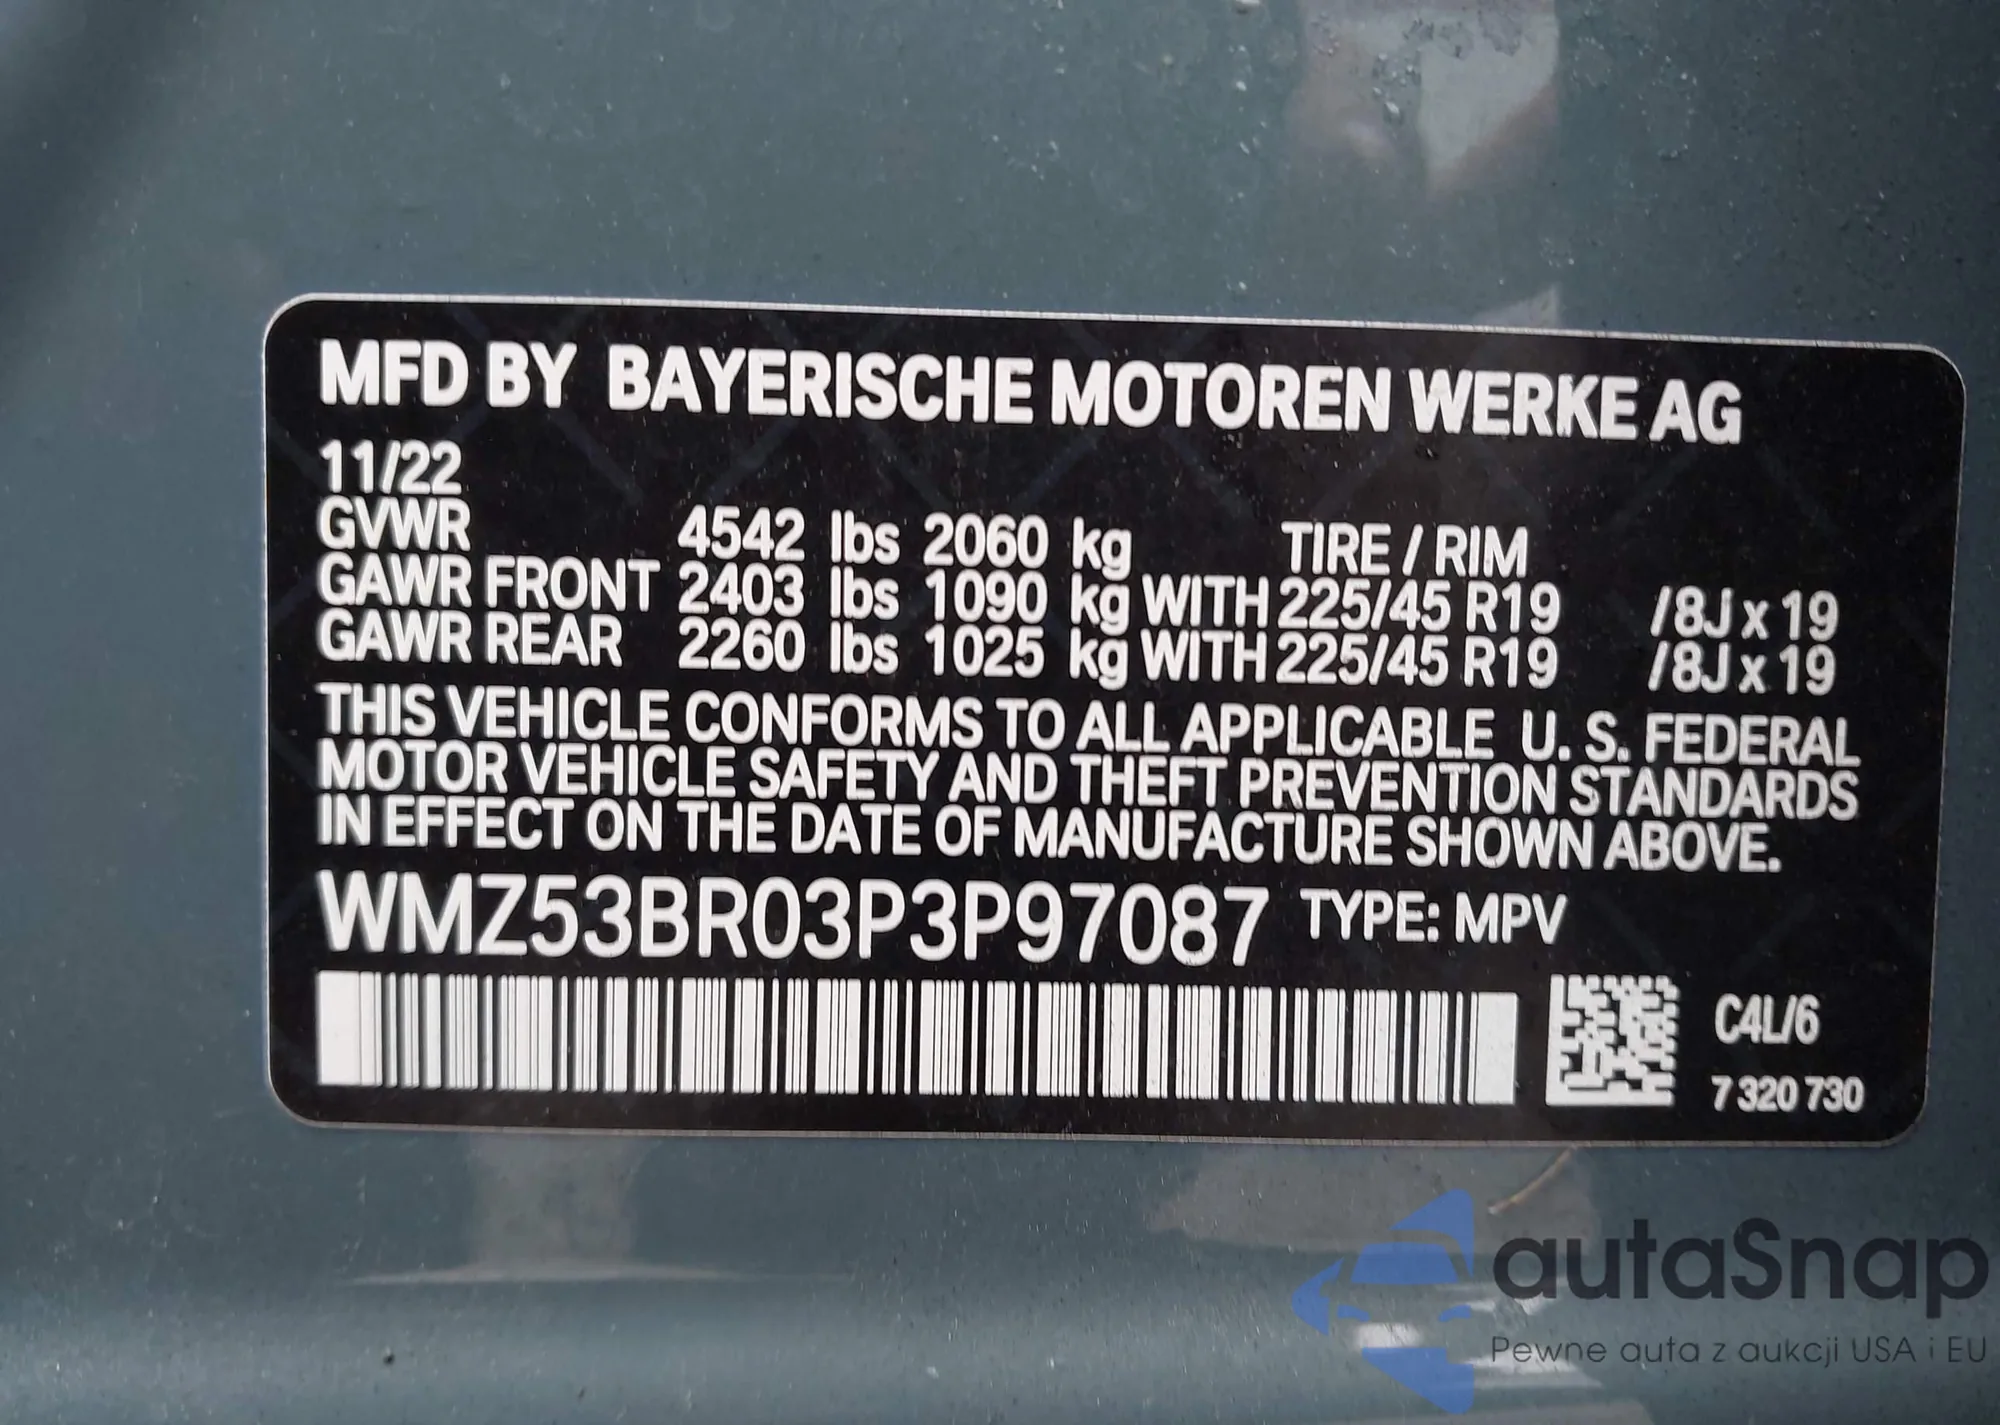 MFD BY BAYERISCHE MOTOREN WERKE AG
11/22
GVWR 4542 lbs 2060 kg TIRE / RIM
GAWR FRONT 2403 lbs 1090 kg WITH 225/45 R19 /8J x 19
GAWR REAR 2260 lbs 1025 kg WITH 225/45 R19 /8J x 19
THIS VEHICLE CONFORMS TO ALL APPLICABLE U. S. FEDERAL
MOTOR VEHICLE SAFETY AND THEFT PREVENTION STANDARDS
IN EFFECT ON THE DATE OF MANUFACTURE SHOWN ABOVE.
WMZ53BR03P3P97087 TYPE: MPV
C4L/6
7 320 730
autaSnap
Pewne auta z aukcji USA i EU